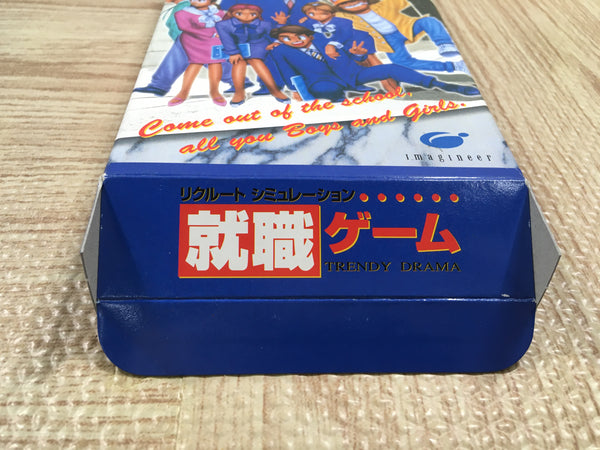 Come out of the school,
all you Boys and Girls.
imagineer
リクルート シミュレーション
就職ゲーム
TRENDY DRAMA